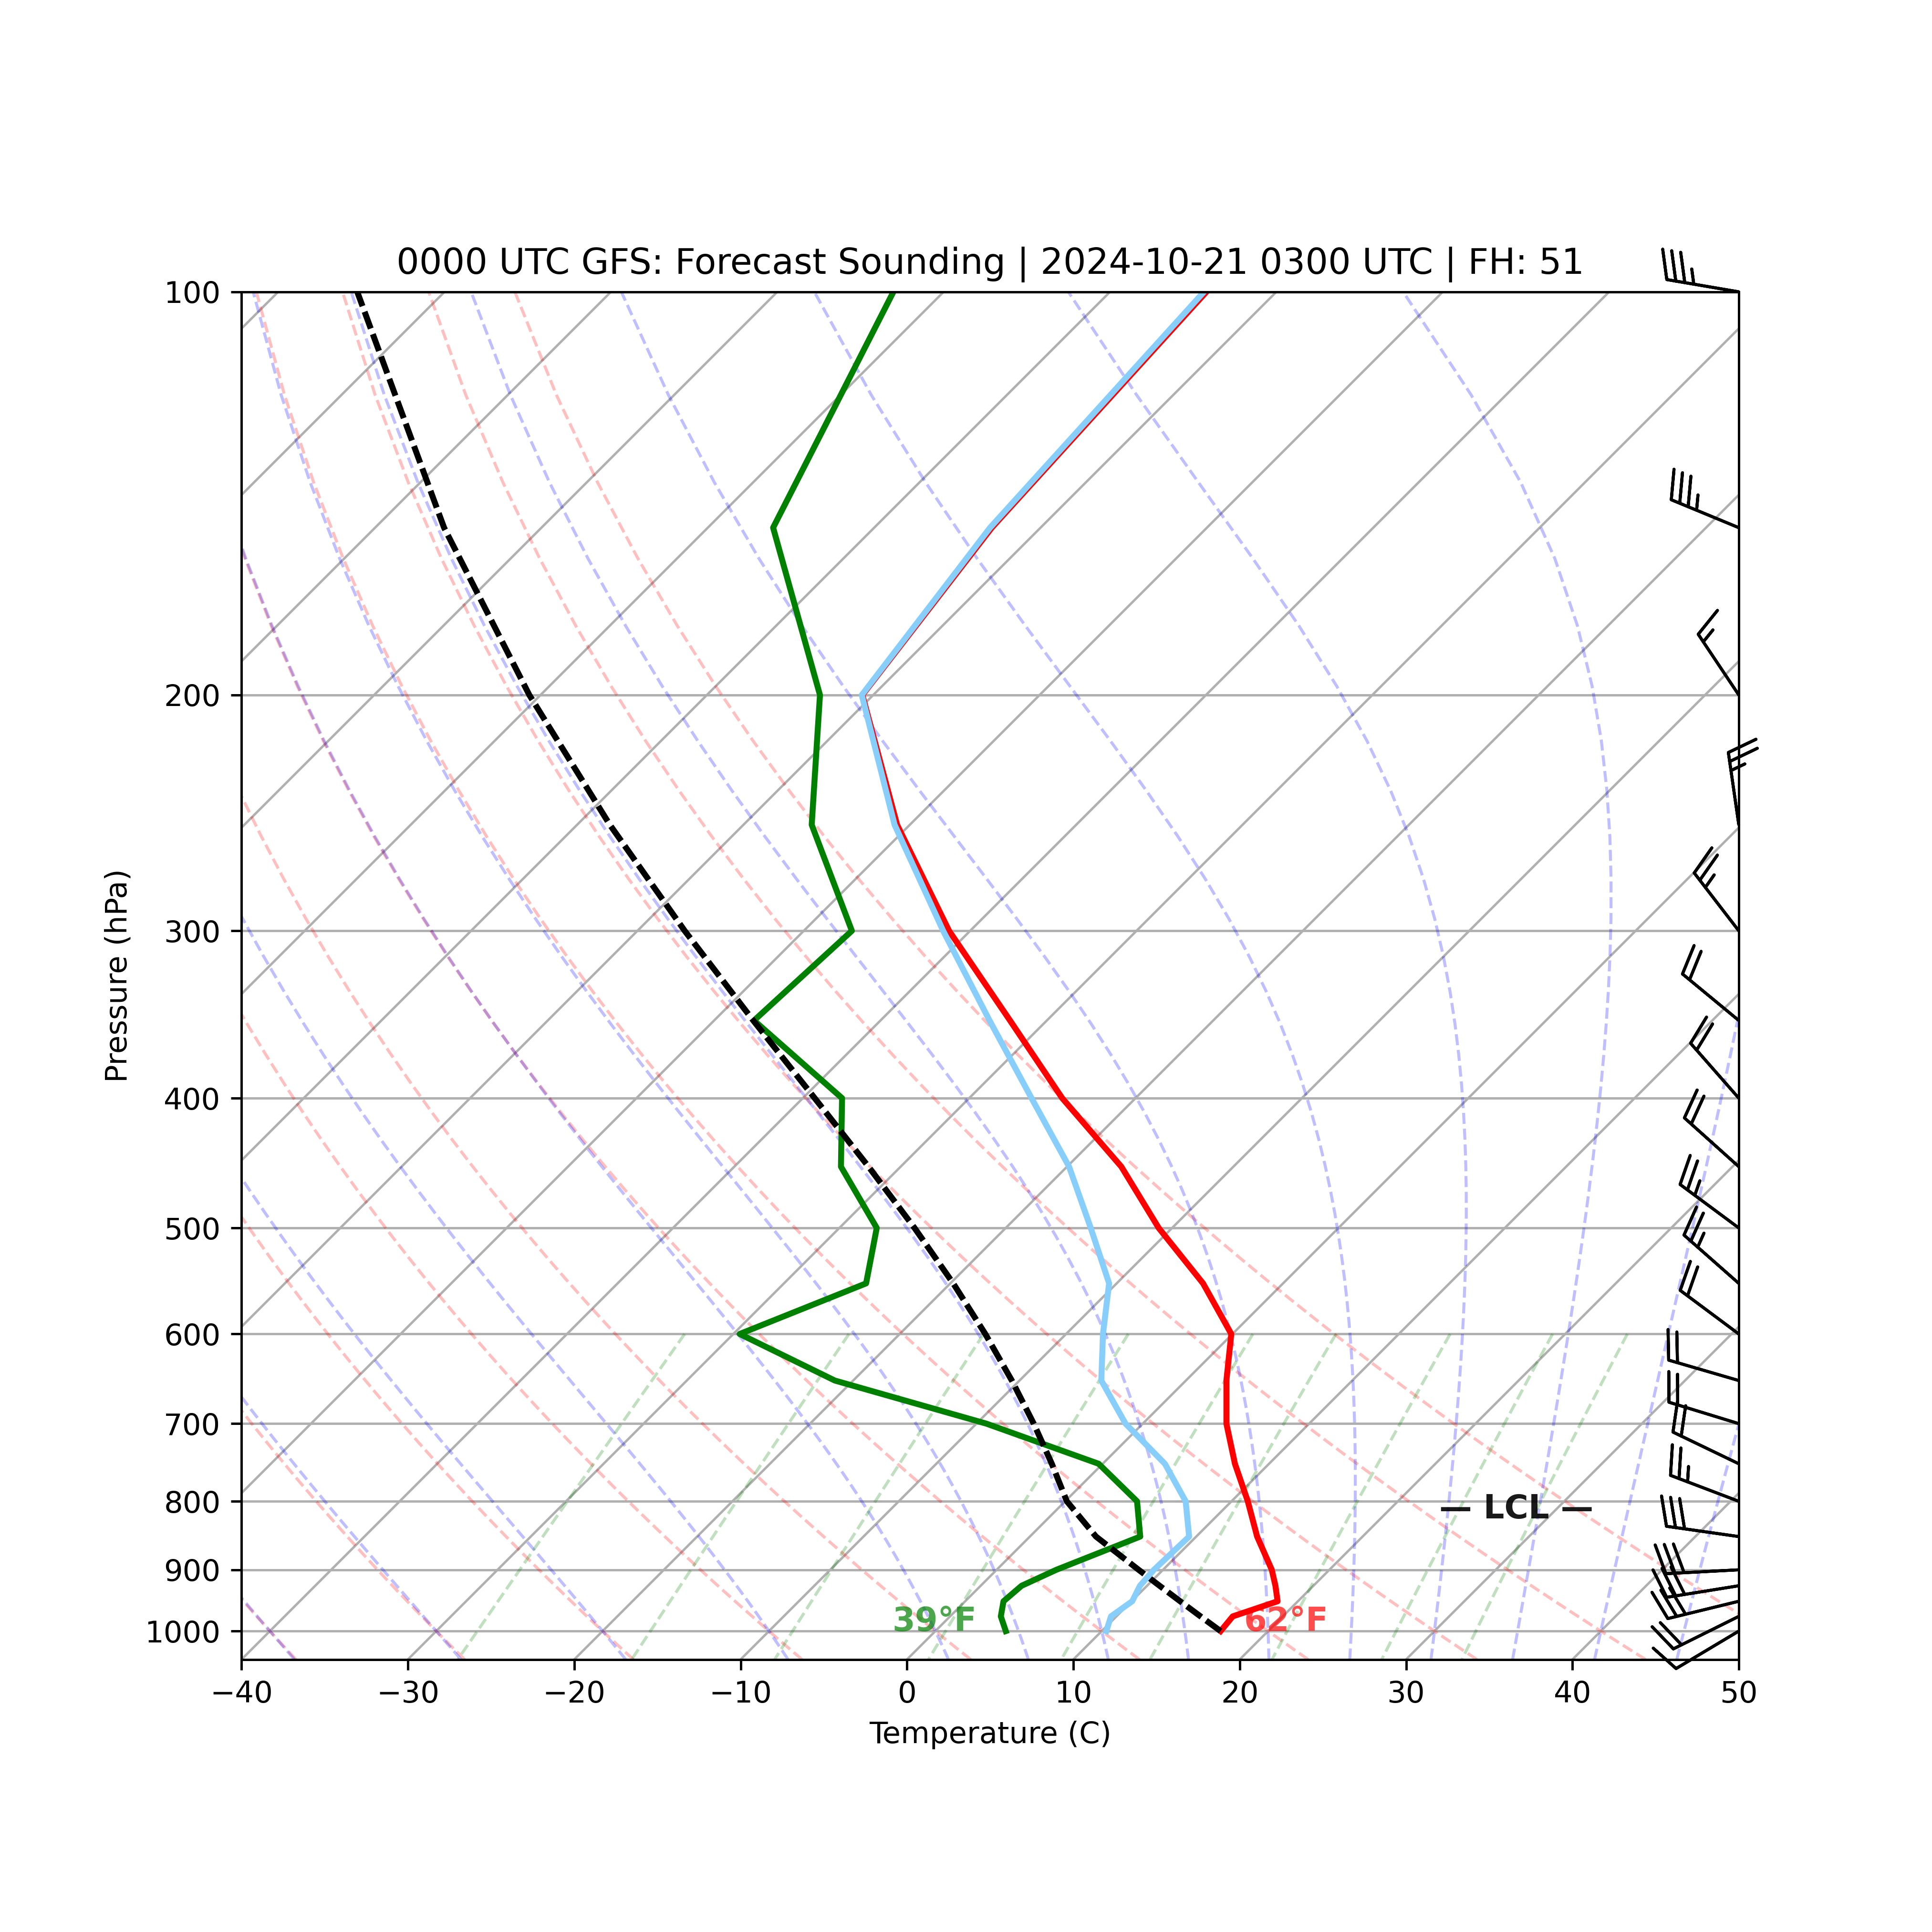 0000 UTC GFS: Forecast Sounding | 2024-10-21 0300 UTC | FH: 51
100
200
300
400
500
600
700
800
900
1000
Pressure (hPa)
— LCL —
39°F
62°F
−40 −30 −20 −10 0 10 20 30 40 50
Temperature (C)